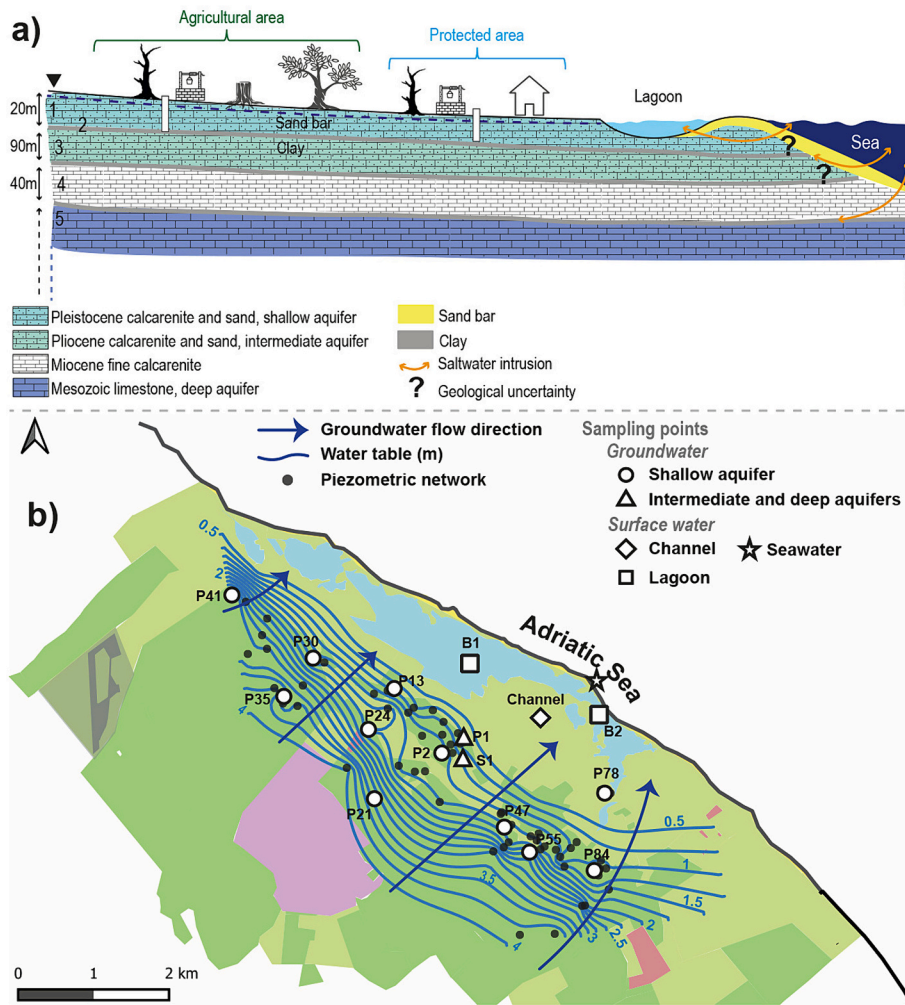 a)
Agricultural area
Protected area
Lagoon
20m
1
2
Sand bar
Sea
90m
3
Clay
?
?
40m
4
5
Pleistocene calcarenite and sand, shallow aquifer
Pliocene calcarenite and sand, intermediate aquifer
Miocene fine calcarenite
Mesozoic limestone, deep aquifer
Sand bar
Clay
Saltwater intrusion
? Geological uncertainty
Groundwater flow direction
Water table (m)
Piezometric network
Sampling points
Groundwater
Shallow aquifer
Intermediate and deep aquifers
Surface water
Channel
Seawater
Lagoon
b)
0.5
2
P41
P30
B1
Adriatic Sea
P13
P35
Channel
4
P24
B2
P1
P2
S1
P78
P21
P47
0.5
P55
P84
1
3.5
1.5
2
2.5
3
4
0 1 2 km